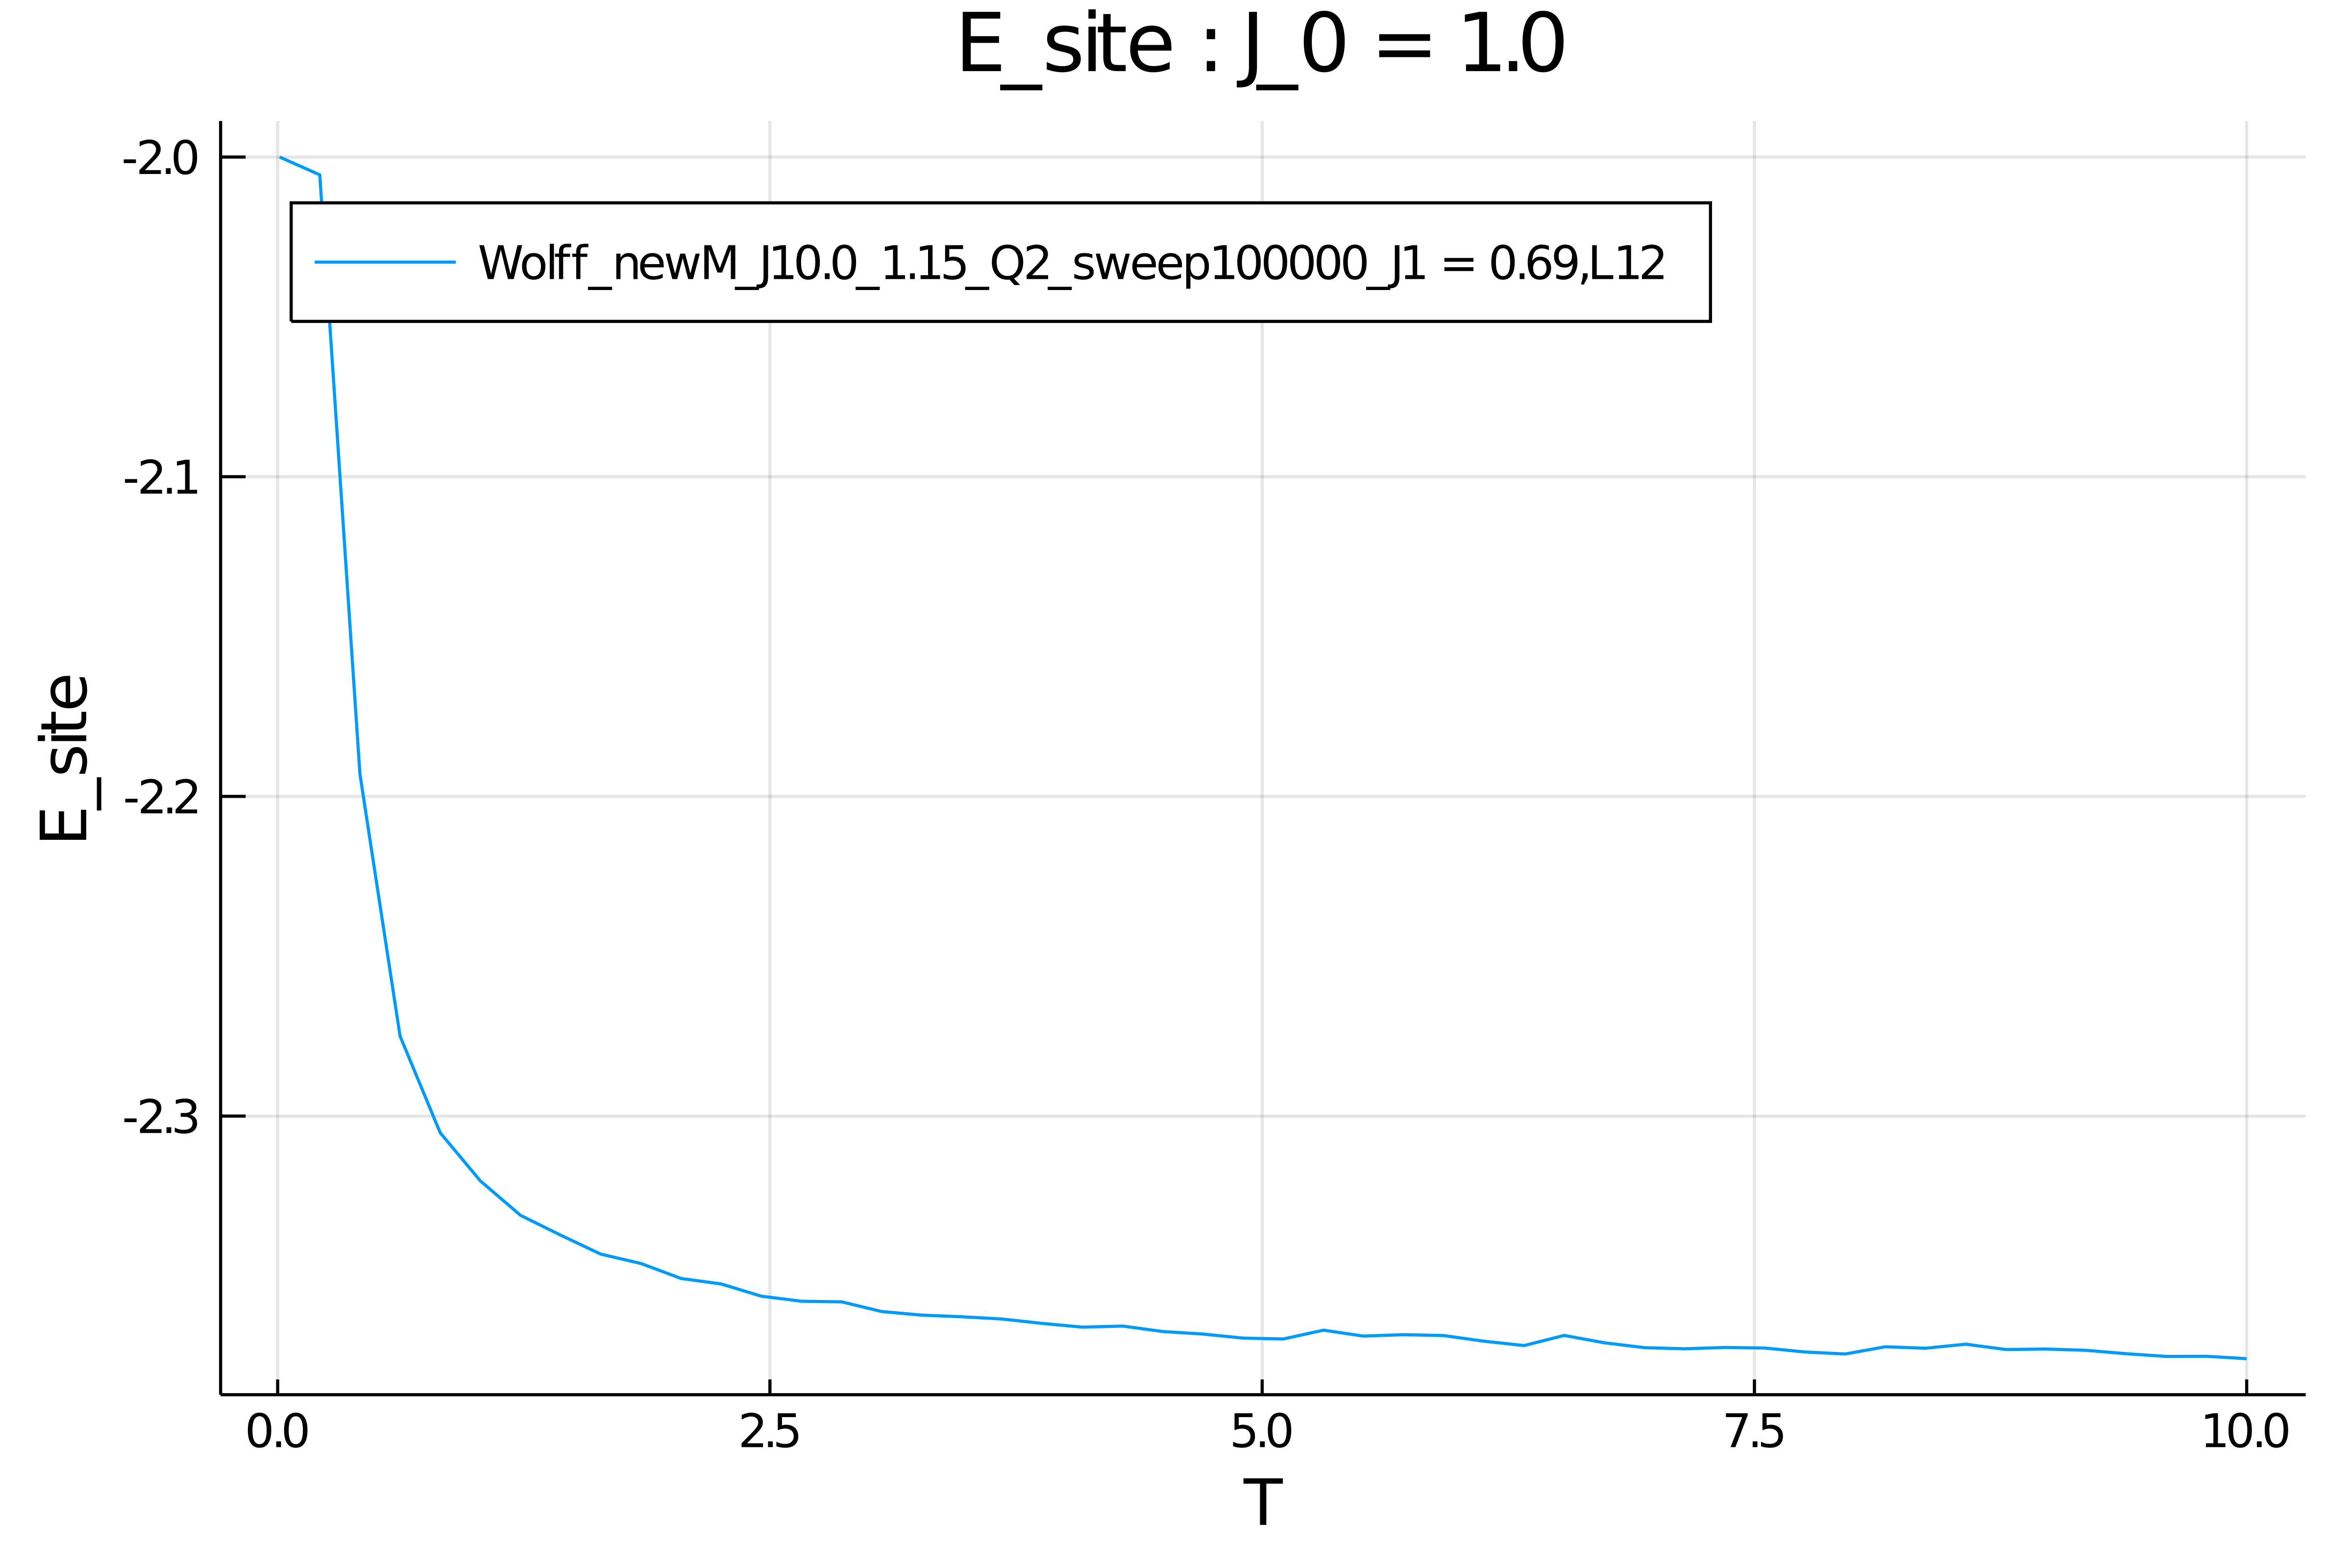 E_site : J_0 = 1.0
-2.0
Wolff_newM_J10.0_1.15_Q2_sweep100000_J1 = 0.69,L12
-2.1
E_site
-2.2
-2.3
0.0 2.5 5.0 7.5 10.0
T